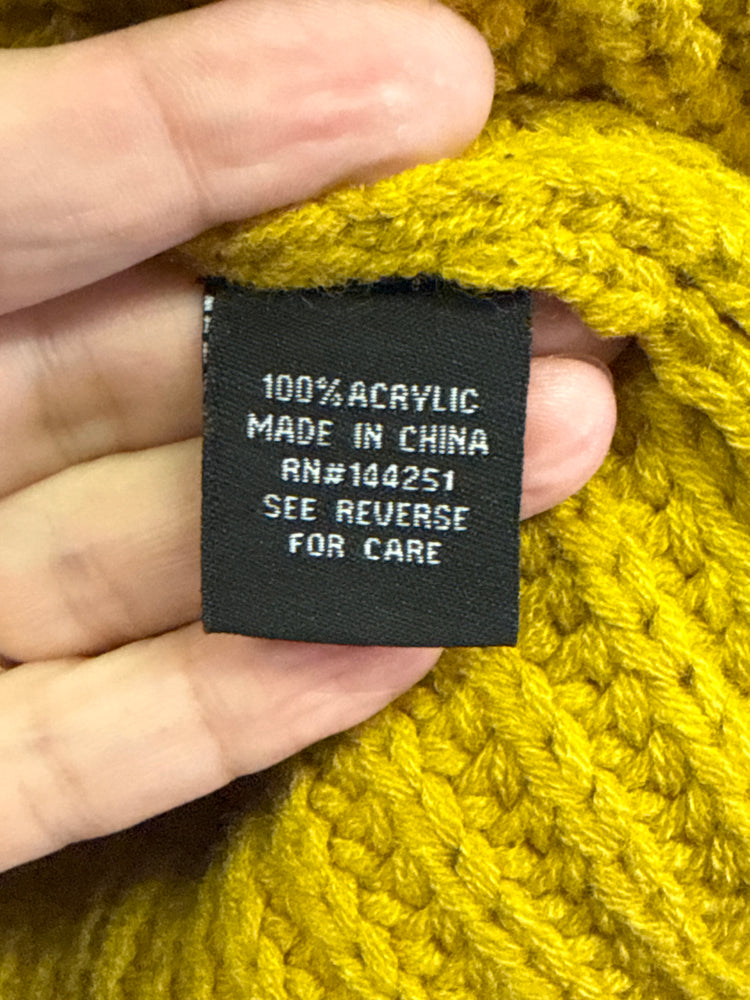 100% ACRYLIC
MADE IN CHINA
RN#144251
SEE REVERSE
FOR CARE